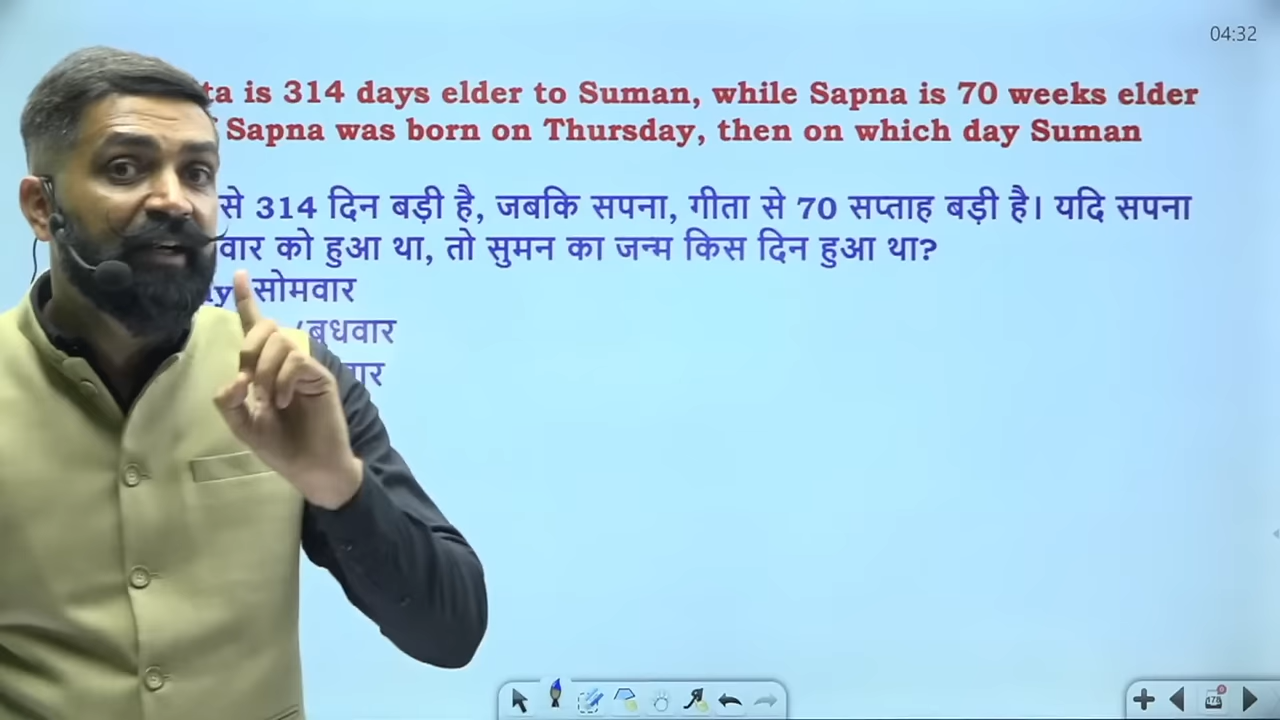 04:32
is 314 days elder to Suman, while Sapna is 70 weeks elder
Sapna was born on Thursday, then on which day Suman
से 314 दिन बड़ी है, जबकि सपना, गीता से 70 सप्ताह बड़ी है। यदि सपना
को हुआ था, तो सुमन का जन्म किस दिन हुआ था?
सोमवार
/बुधवार